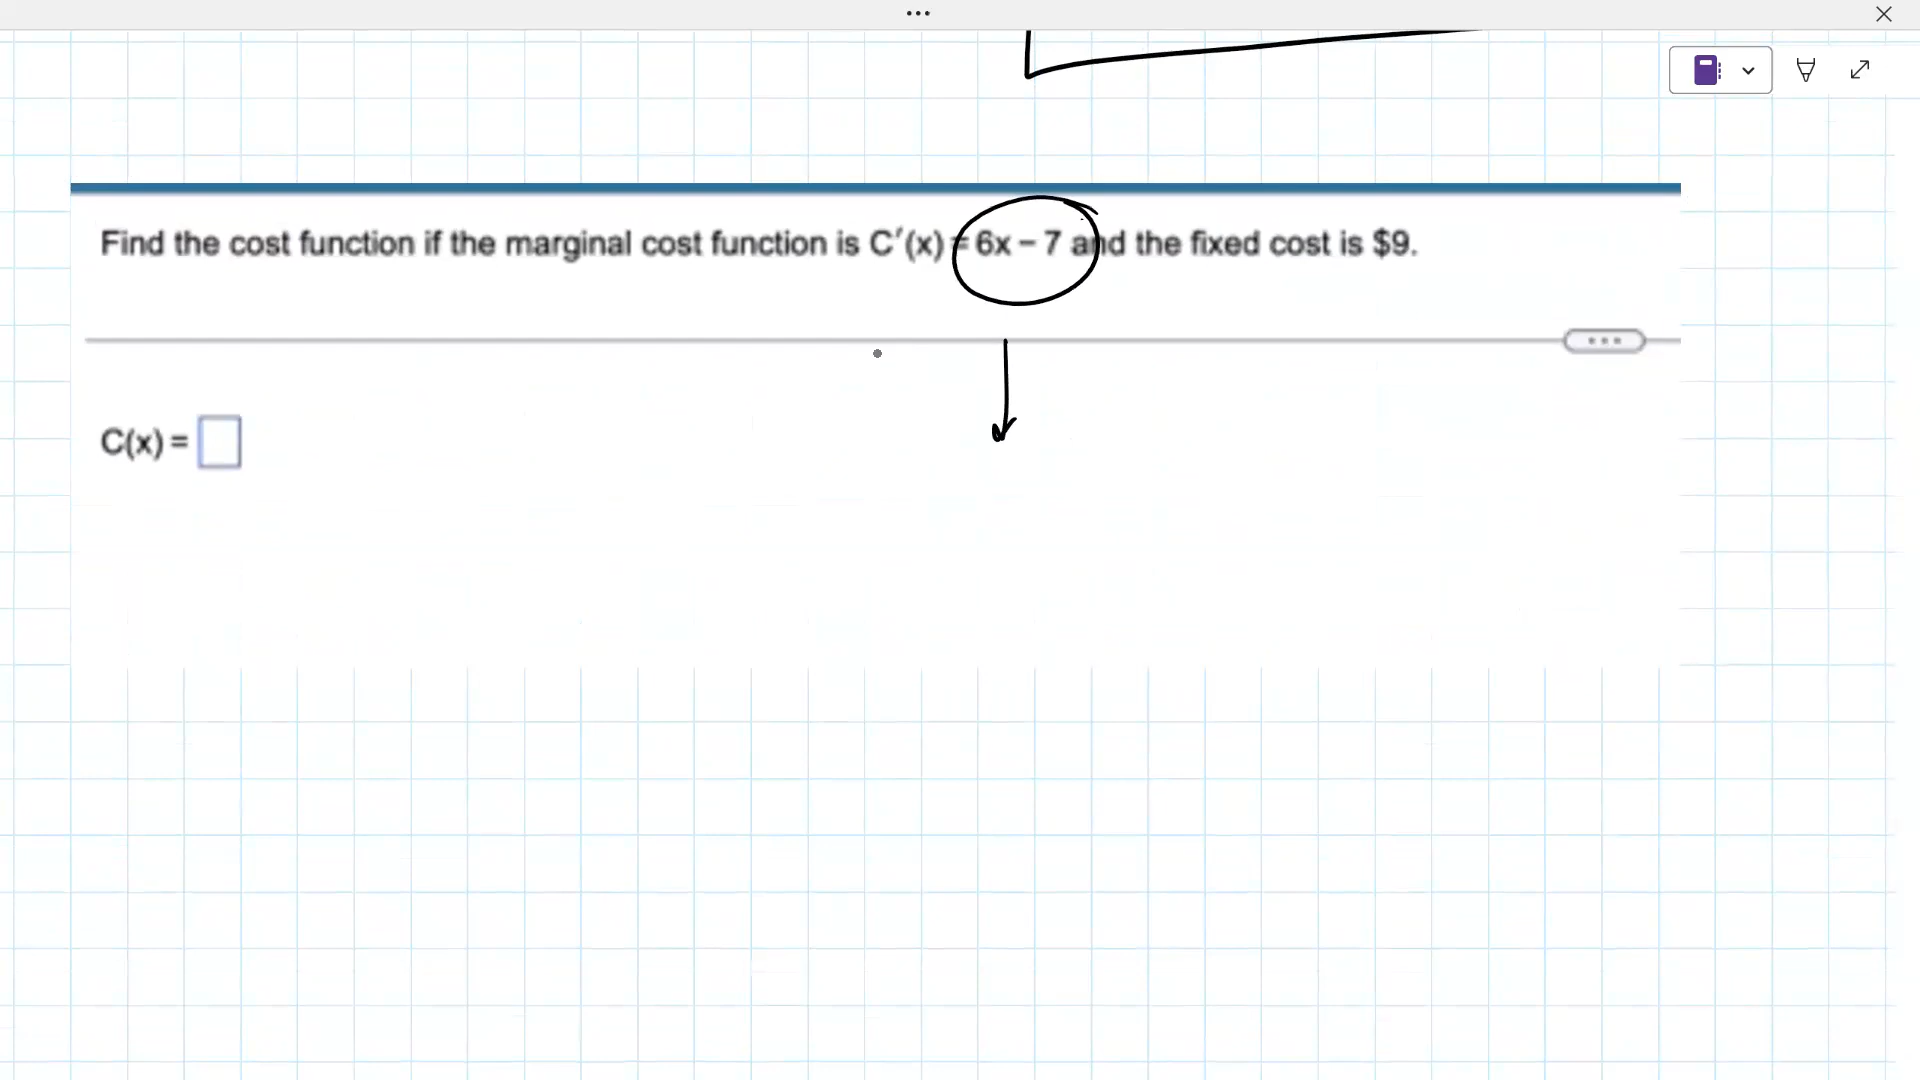 Find the cost function if the marginal cost function is C′(x) = 6x − 7 and the fixed cost is $9.
C(x) =